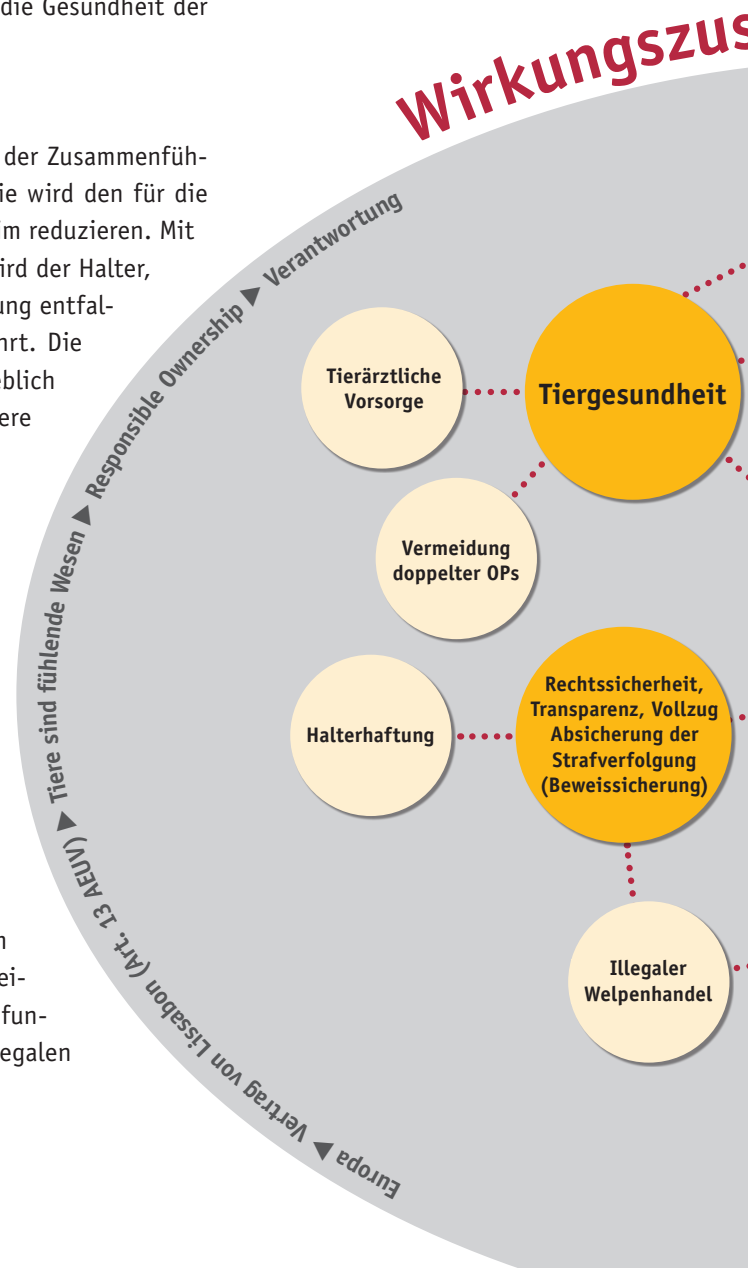 die Gesundheit der
der Zusammenfüh-
ie wird den für die
m reduzieren. Mit
ird der Halter,
ung entfal-
hrt. Die
eblich
ere
n
ei-
fun-
egalen
Wirkungszus
Europa ▶ Vertrag von Lissabon (Art. 13 AEUV) ▶ Tiere sind fühlende Wesen ▶ Responsible Ownership ▶ Verantwortung
Tierärztliche
Vorsorge
Tiergesundheit
Vermeidung
doppelter OPs
Halterhaftung
Rechtssicherheit,
Transparenz, Vollzug
Absicherung der
Strafverfolgung
(Beweissicherung)
Illegaler
Welpenhandel